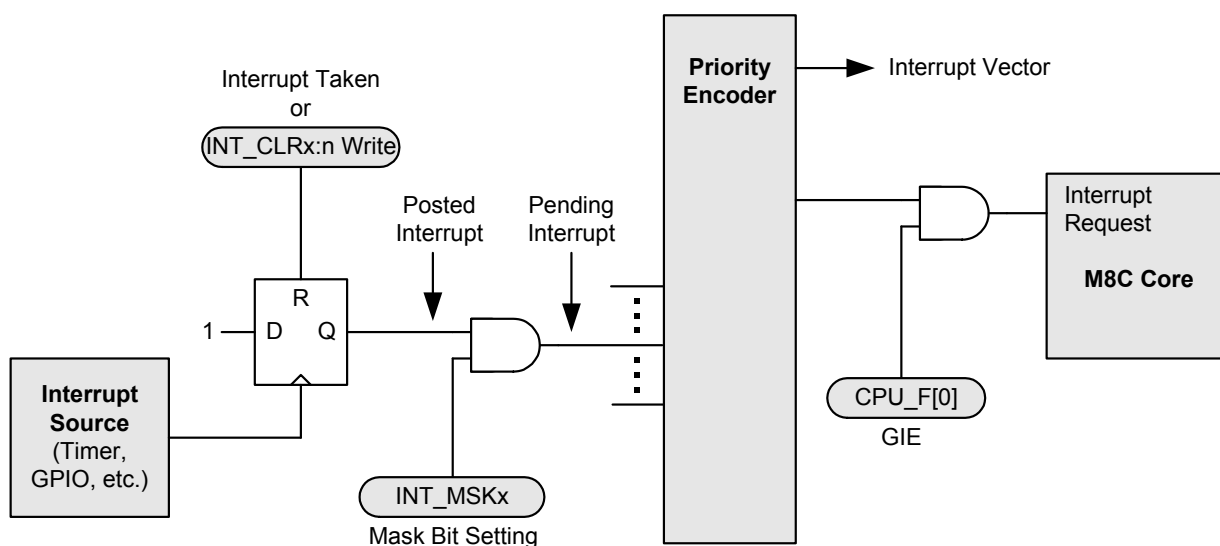 Interrupt Taken
or
INT_CLRx:n Write
Posted
Interrupt
Pending
Interrupt
Priority
Encoder
Interrupt Vector
Interrupt
Request
M8C Core
R
1
D
Q
Interrupt
Source
(Timer,
GPIO, etc.)
INT_MSKx
Mask Bit Setting
CPU_F[0]
GIE